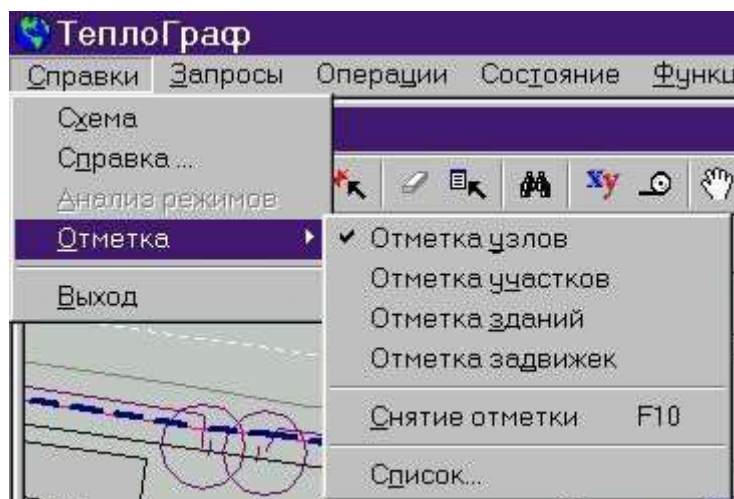 ТеплоГраф
Справки Запросы Операции Состояние
Схема
Справка ...
Анализ режимов
xy
Отметка
Отметка узлов
Отметка участков
Выход
Отметка зданий
Отметка задвижек
Снятие отметки F10
Список...